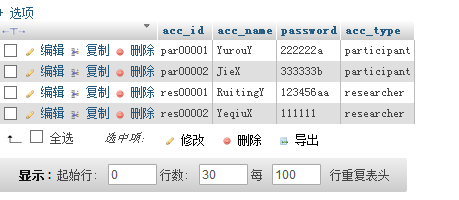 + 选项
←T→ acc_id acc_name password acc_type
编辑 复制 删除 par00001 YurouY 222222a participant
编辑 复制 删除 par00002 JieX 333333b participant
编辑 复制 删除 res00001 RuitingY 123456aa researcher
编辑 复制 删除 res00002 YeqiuX 111111 researcher
全选 选中项: 修改 删除 导出
显示：起始行: 0 行数: 30 每 100 行重复表头